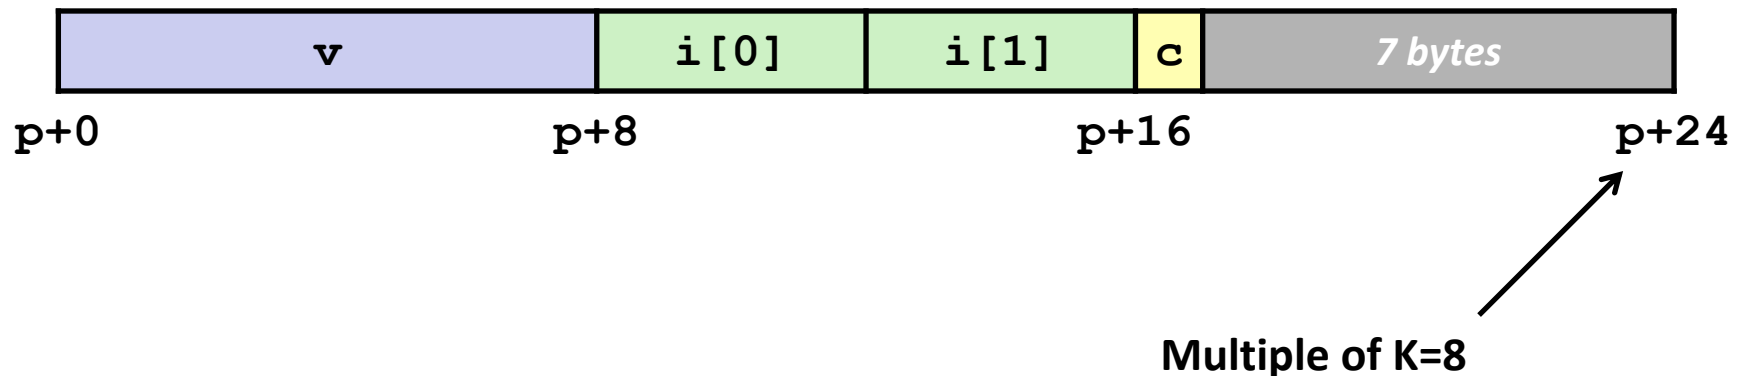 v i[0] i[1] c 7 bytes
p+0 p+8 p+16 p+24
Multiple of K=8